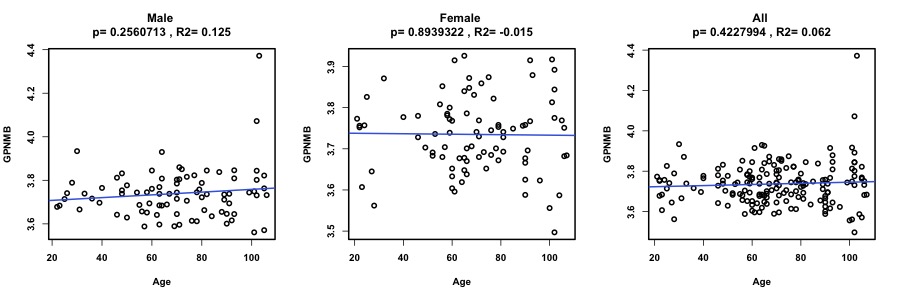 Male
p= 0.2560713 , R2= 0.125
GPNMB
4.4
4.2
4.0
3.8
3.6
20 40 60 80 100
Age
Female
p= 0.8939322 , R2= -0.015
GPNMB
3.9
3.8
3.7
3.6
3.5
20 40 60 80 100
Age
All
p= 0.4227994 , R2= 0.062
GPNMB
4.4
4.2
4.0
3.8
3.6
20 40 60 80 100
Age